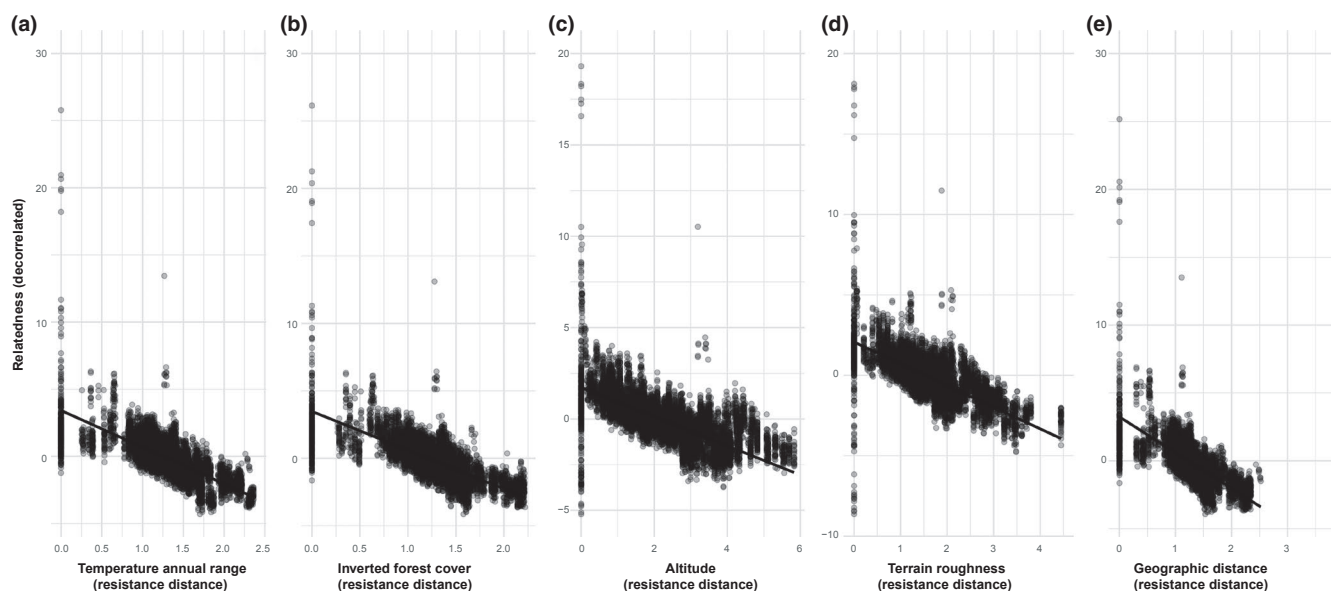 (a) (b) (c) (d) (e)
Relatedness (decorrelated)
30
20
10
0
0.0 0.5 1.0 1.5 2.0 2.5
Temperature annual range
(resistance distance)
30
20
10
0
0.0 0.5 1.0 1.5 2.0
Inverted forest cover
(resistance distance)
20
15
10
5
0
−5
0 2 4 6
Altitude
(resistance distance)
20
10
0
−10
0 1 2 3 4
Terrain roughness
(resistance distance)
30
20
10
0
0 1 2 3
Geographic distance
(resistance distance)